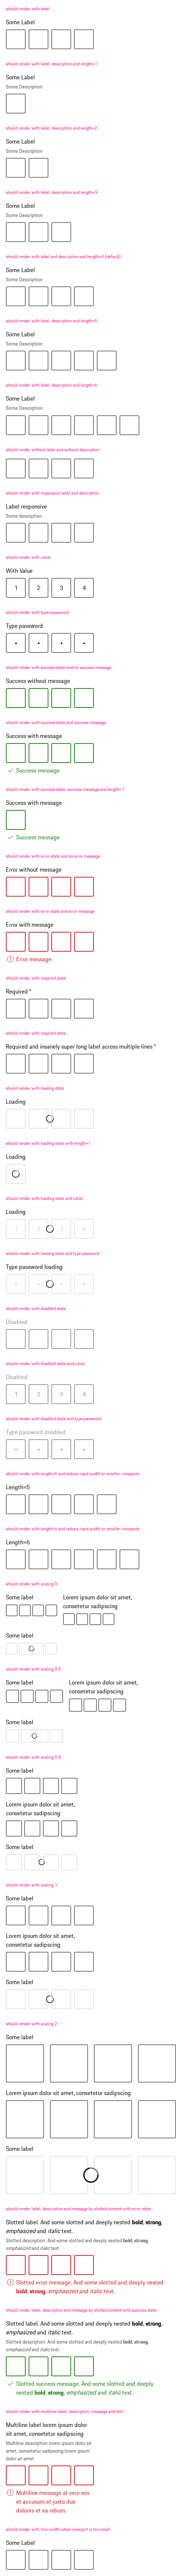 should render with label
Some Label
should render with label, description and length=1
Some Label
Some Description
should render with label, description and length=2
Some Label
Some Description
should render with label, description and length=3
Some Label
Some Description
should render with label and description and length=4 (default)
Some Label
Some Description
should render with label, description and length=5
Some Label
Some Description
should render with label, description and length=6
Some Label
Some Description
should render without label and without description
should render with responsive label and description
Label responsive
Some description
should render with value
With Value
1 2 3 4
should render with type=password
Type password
• • • •
should render with success state and no success message
Success without message
should render with success state and success message
Success with message
Success message
should render with success state, success message and length=1
Success with message
Success message
should render with error state and no error message
Error without message
should render with error state and error message
Error with message
Error message
should render with required state
Required *
should render with required state
Required and insanely super long label across multiple lines *
should render with loading state
Loading
should render with loading state with length=1
Loading
should render with loading state and value
Loading
1 2 3 4
should render with loading state and type password
Type password loading
• • • •
should render with disabled state
Disabled
should render with disabled state and value
Disabled
1 2 3 4
should render with disabled state and type password
Type password disabled
• • • •
should render with length=5 and reduce input width on smaller viewports
Length=5
should render with length=6 and reduce input width on smaller viewports
Length=6
should render with scaling 0
Some label
Lorem ipsum dolor sit amet,
consetetur sadipscing
Some label
should render with scaling 0.5
Some label
Lorem ipsum dolor sit amet,
consetetur sadipscing
Some label
should render with scaling 0.8
Some label
Lorem ipsum dolor sit amet,
consetetur sadipscing
Some label
should render with scaling 1
Some label
Lorem ipsum dolor sit amet,
consetetur sadipscing
Some label
should render with scaling 2
Some label
Lorem ipsum dolor sit amet, consetetur sadipscing
Some label
should render label, description and message by slotted content with error state
Slotted label. And some slotted and deeply nested bold, strong,
emphasized and italic text.
Slotted description. And some slotted and deeply nested bold, strong,
emphasized and italic text.
Slotted error message. And some slotted and deeply nested
bold, strong, emphasized and italic text.
should render label, description and message by slotted content with success state
Slotted label. And some slotted and deeply nested bold, strong,
emphasized and italic text.
Slotted description. And some slotted and deeply nested bold, strong,
emphasized and italic text.
Slotted success message. And some slotted and deeply
nested bold, strong, emphasized and italic text.
should render with multiline label, description, message and text
Multiline label lorem ipsum dolor
sit amet, consetetur sadipscing
Multiline description lorem ipsum dolor sit
amet, consetetur sadipscing lorem ipsum
dolor sit amet
Multiline message at vero eos
et accusam et justo duo
dolores et ea rebum.
should render with min-width when viewport is too small
Some Label